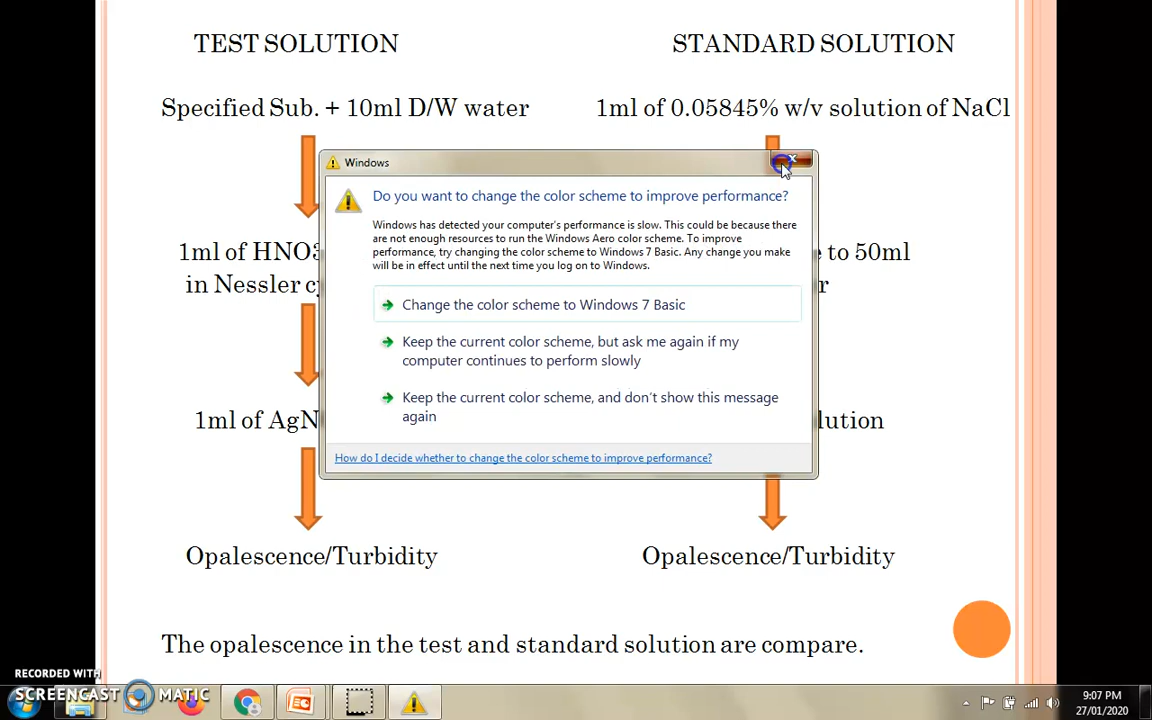 TEST SOLUTION
STANDARD SOLUTION
Specified Sub. + 10ml D/W water
1ml of 0.05845% w/v solution of NaCl
Windows
Do you want to change the color scheme to improve performance?
Windows has detected your computer's performance is slow. This could be because there
are not enough resources to run the Windows Aero color scheme. To improve
performance, try changing the color scheme to Windows 7 Basic. Any change you make
will be in effect until the next time you log on to Windows.
1ml of HNO3
e to 50ml
in Nessler cy
r
Change the color scheme to Windows 7 Basic
Keep the current color scheme, but ask me again if my
computer continues to perform slowly
Keep the current color scheme, and don't show this message
again
1ml of AgN
lution
How do I decide whether to change the color scheme to improve performance?
Opalescence/Turbidity
Opalescence/Turbidity
The opalescence in the test and standard solution are compare.
RECORDED WITH
SCREENCAST MATIC
9:07 PM
27/01/2020